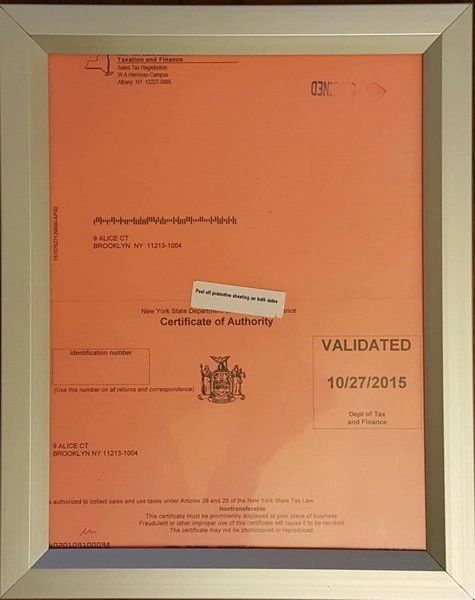 Taxation and Finance
Sales Tax Registration
W A Harriman Campus
Albany NY 12227-0865
9 ALICE CT
BROOKLYN NY 11213-1004
Peel off protective sheeting on both sides
New York State Department of
Certificate of Authority
VALIDATED
Identification number
10/27/2015
(Use this number on all returns and correspondence)
Dept of Tax
and Finance
9 ALICE CT
BROOKLYN NY 11213-1004
authorized to collect sales and use taxes under Articles 28 and 29 of the New York State Tax Law.
Nontransferable
This certificate must be prominently displayed at your place of business.
Fraudulent or other improper use of this certificate will cause it to be revoked.
The certificate may not be photocopied or reproduced.